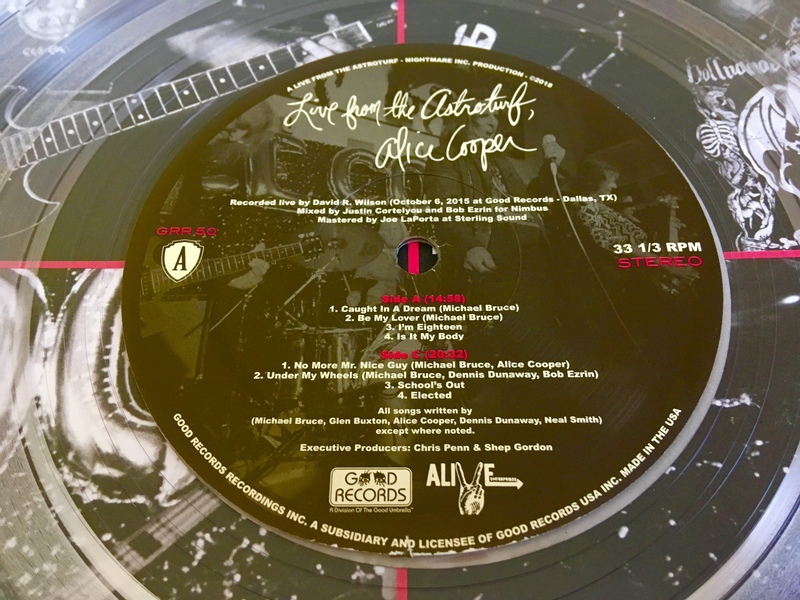 A LIVE FROM THE ASTROTURF - NIGHTMARE INC. PRODUCTION - ©2018
Live from the Astroturf,
Alice Cooper
Recorded live by David R. Wilson (October 6, 2015 at Good Records - Dallas, TX)
Mixed by Justin Cortelyou and Bob Ezrin for Nimbus
Mastered by Joe LaPorta at Sterling Sound
GRR 50
A
33 1/3 RPM
STEREO
Side A (14:58)
1. Caught In A Dream (Michael Bruce)
2. Be My Lover (Michael Bruce)
3. I'm Eighteen
4. Is It My Body
Side C (20:32)
1. No More Mr. Nice Guy (Michael Bruce, Alice Cooper)
2. Under My Wheels (Michael Bruce, Dennis Dunaway, Bob Ezrin)
3. School's Out
4. Elected
All songs written by
(Michael Bruce, Glen Buxton, Alice Cooper, Dennis Dunaway, Neal Smith)
except where noted.
Executive Producers: Chris Penn & Shep Gordon
GOOD
RECORDS
A Division Of The Good Umbrella
ALIVE
ENTERPRISES
GOOD RECORDS RECORDINGS INC. A SUBSIDIARY AND LICENSEE OF GOOD RECORDS USA INC. MADE IN THE USA